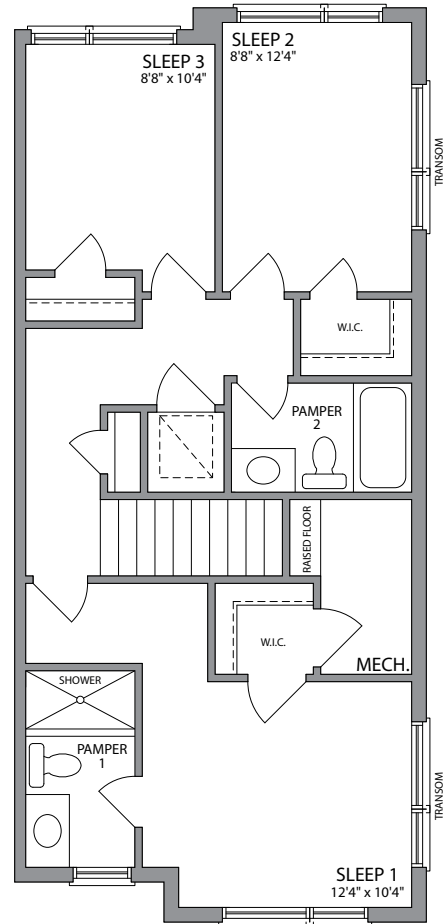 SLEEP 3
8'8" x 10'4"
SLEEP 2
8'8" x 12'4"
TRANSOM
W.I.C.
PAMPER
2
RAISED FLOOR
W.I.C.
MECH.
SHOWER
PAMPER
1
TRANSOM
SLEEP 1
12'4" x 10'4"